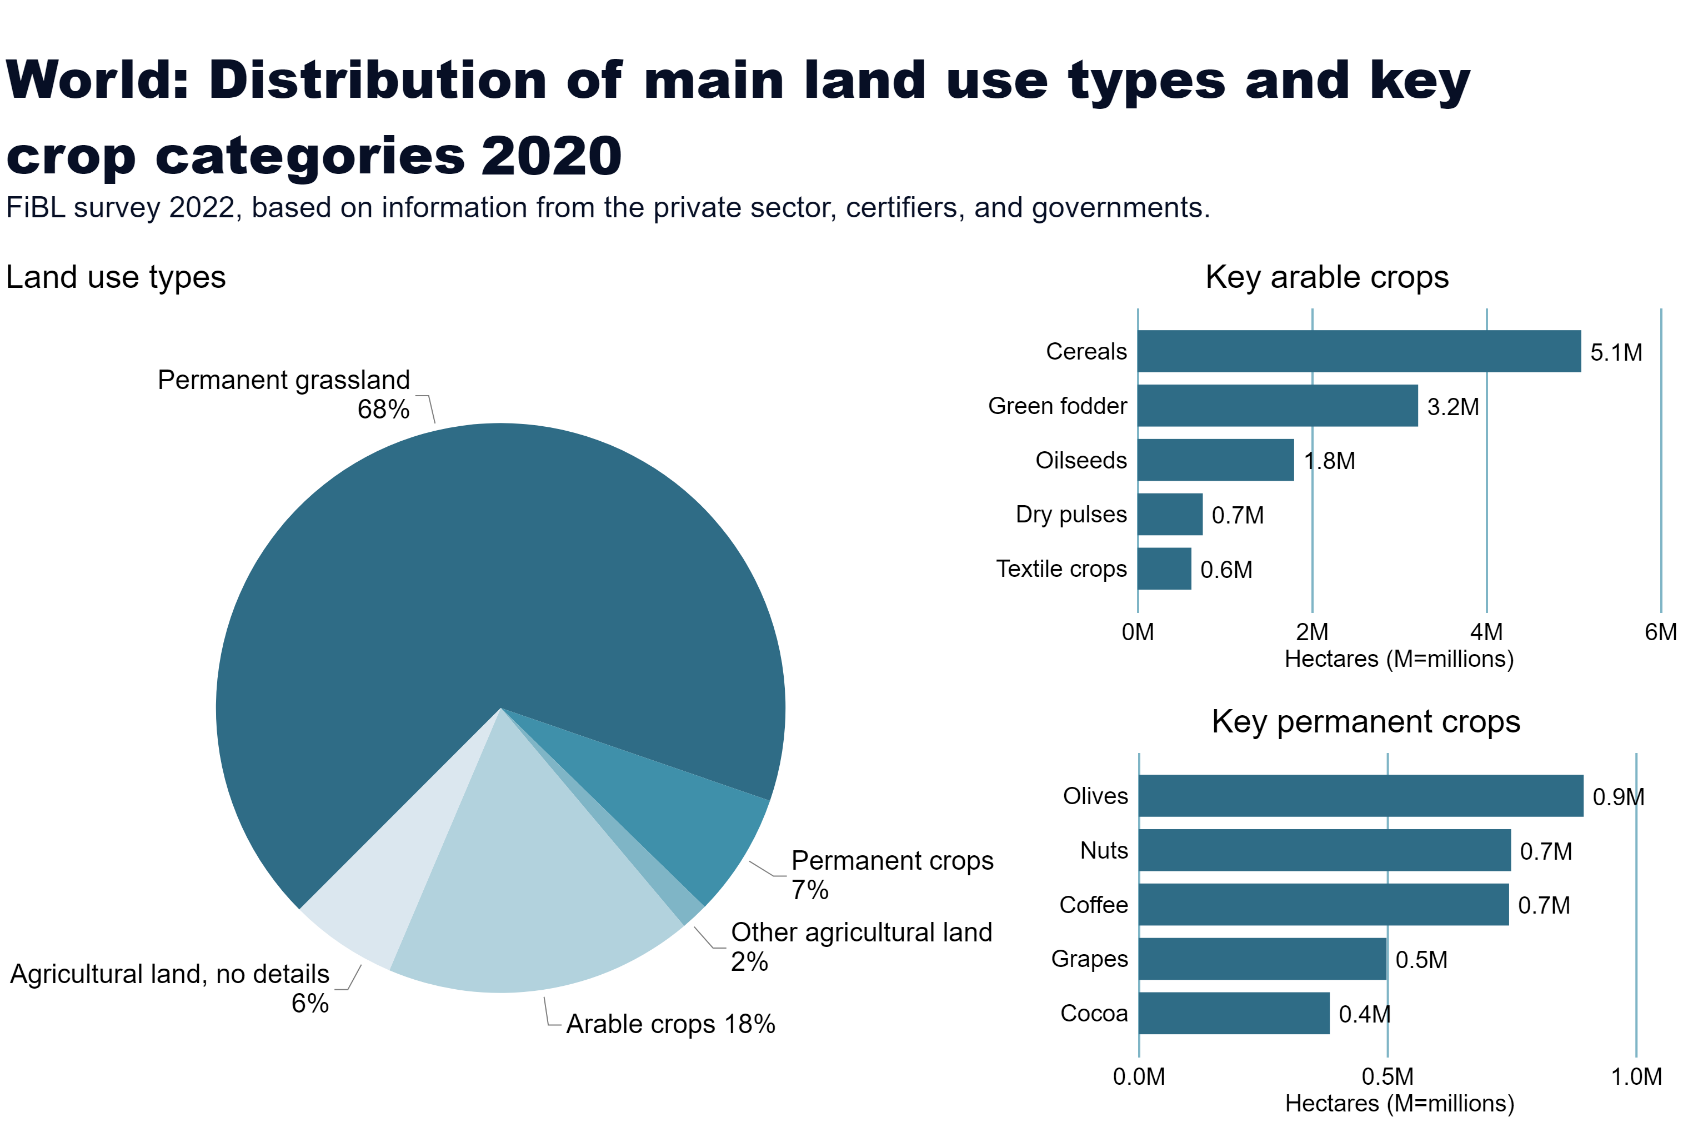 World: Distribution of main land use types and key
crop categories 2020
FiBL survey 2022, based on information from the private sector, certifiers, and governments.
Land use types
Permanent grassland
68%
Permanent crops
7%
Other agricultural land
2%
Agricultural land, no details
6%
Arable crops 18%
Key arable crops
Cereals 5.1M
Green fodder 3.2M
Oilseeds 1.8M
Dry pulses 0.7M
Textile crops 0.6M
0M 2M 4M 6M
Hectares (M=millions)
Key permanent crops
Olives 0.9M
Nuts 0.7M
Coffee 0.7M
Grapes 0.5M
Cocoa 0.4M
0.0M 0.5M 1.0M
Hectares (M=millions)